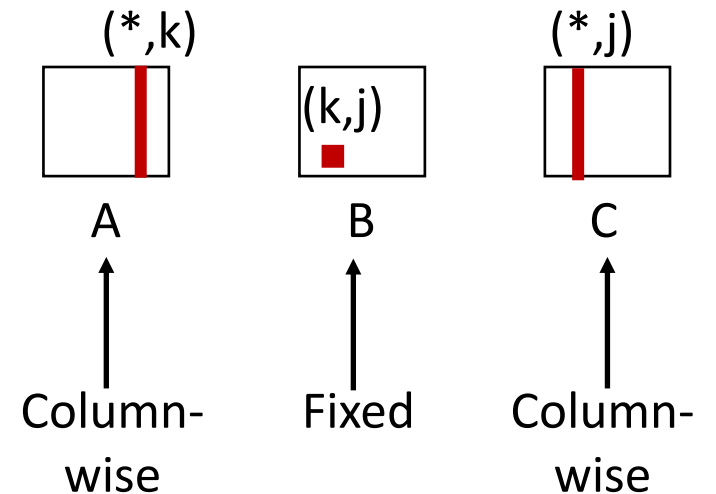 (*,k)
(k,j)
(*,j)
A
B
C
Column-
wise
Fixed
Column-
wise